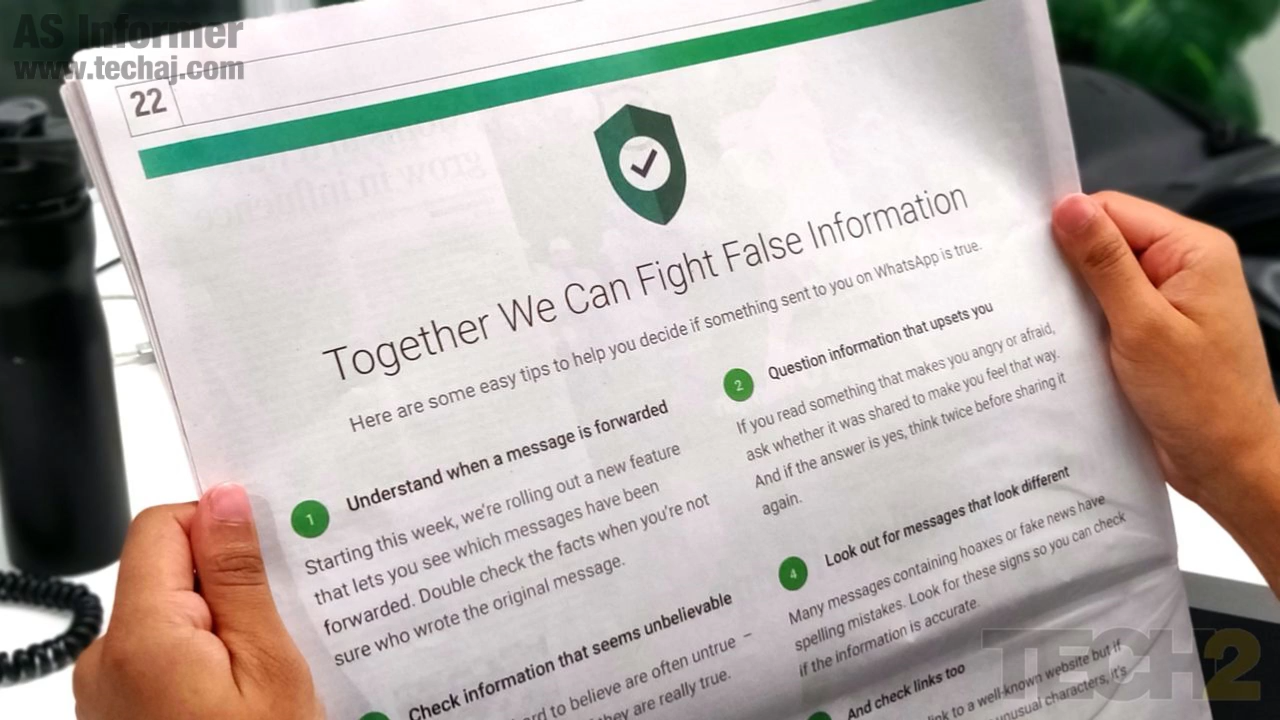 AS Informer
www.techaj.com
22
Together We Can Fight False Information
Here are some easy tips to help you decide if something sent to you on WhatsApp is true.
1 Understand when a message is forwarded
Starting this week, we're rolling out a new feature
that lets you see which messages have been
forwarded. Double check the facts when you're not
sure who wrote the original message.
2 Question information that upsets you
If you read something that makes you angry or afraid,
ask whether it was shared to make you feel that way.
And if the answer is yes, think twice before sharing it
again.
Check information that seems unbelievable
to believe are often untrue –
they are really true.
4 Look out for messages that look different
Many messages containing hoaxes or fake news have
spelling mistakes. Look for these signs so you can check
if the information is accurate.
And check links too
link to a well-known website but if
unusual characters, it's
TECH2